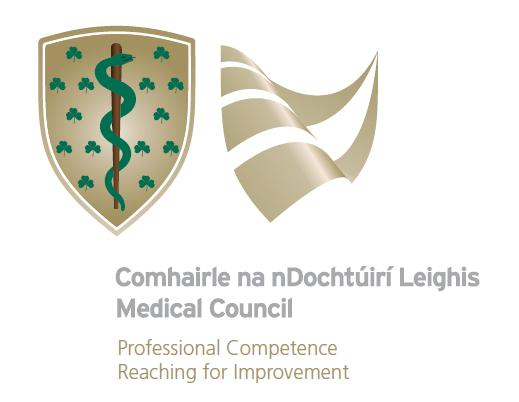 Comhairle na nDochtúirí Leighis
Medical Council
Professional Competence
Reaching for Improvement